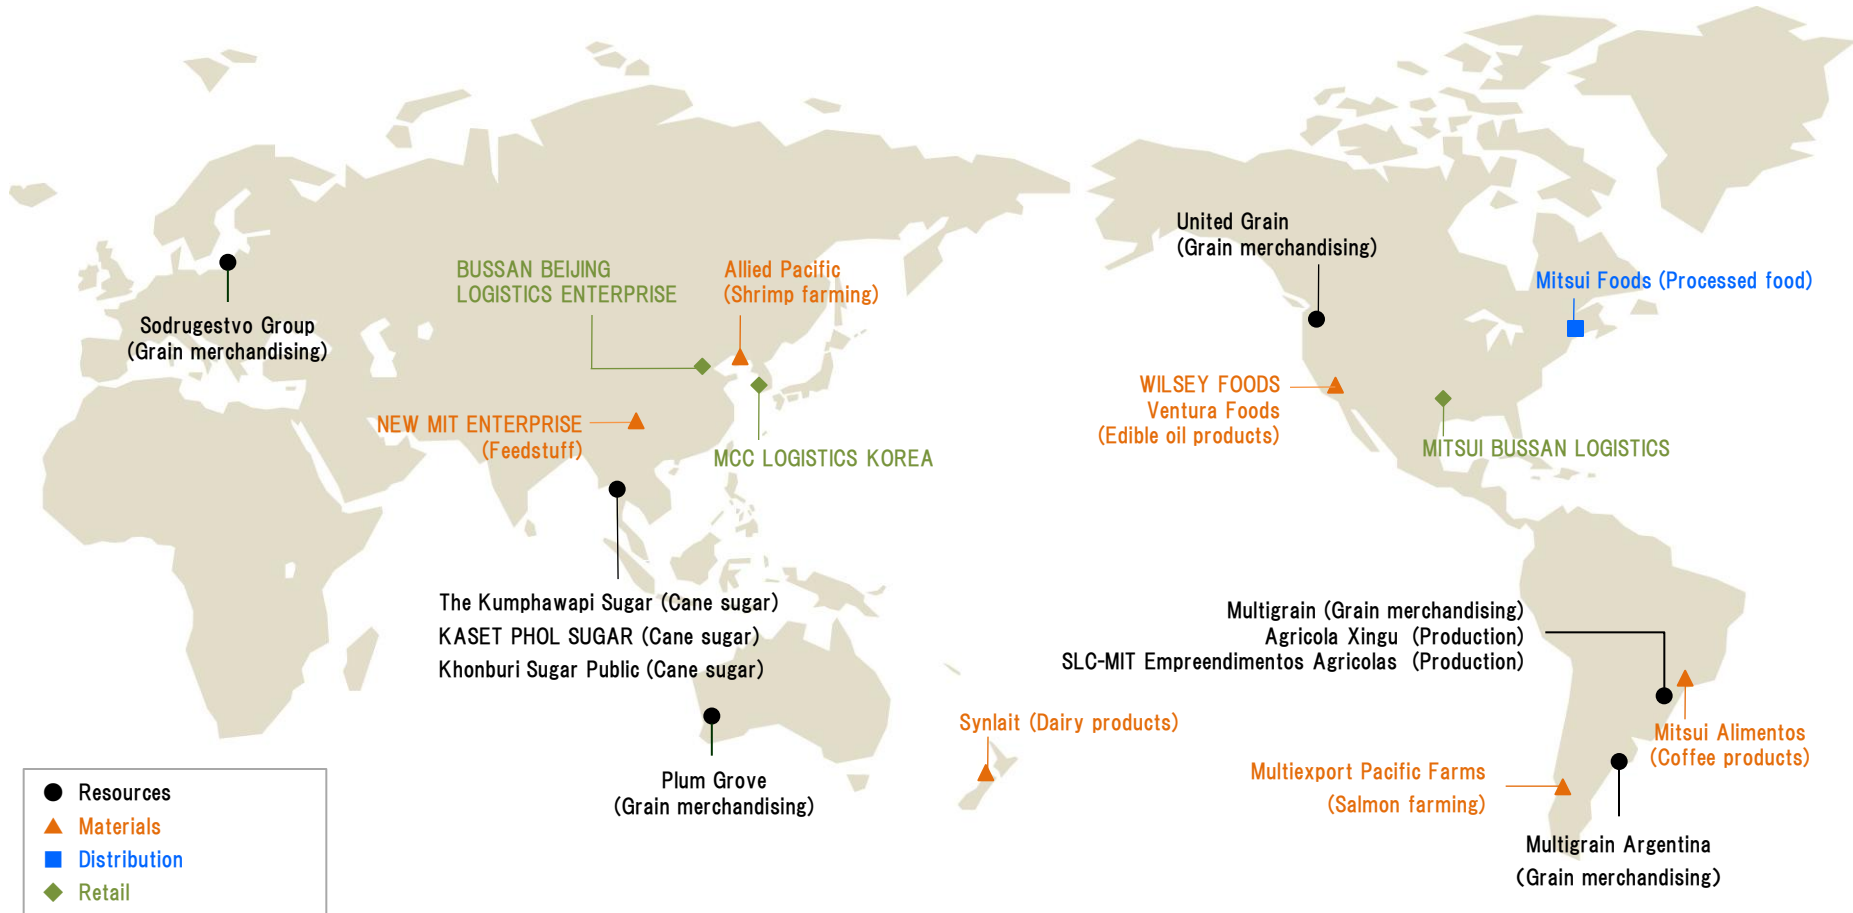 United Grain
(Grain merchandising)
BUSSAN BEIJING
LOGISTICS ENTERPRISE
Allied Pacific
(Shrimp farming)
Mitsui Foods (Processed food)
Sodrugestvo Group
(Grain merchandising)
WILSEY FOODS
Ventura Foods
(Edible oil products)
NEW MIT ENTERPRISE
(Feedstuff)
MCC LOGISTICS KOREA
MITSUI BUSSAN LOGISTICS
The Kumphawapi Sugar (Cane sugar)
KASET PHOL SUGAR (Cane sugar)
Khonburi Sugar Public (Cane sugar)
Multigrain (Grain merchandising)
Agricola Xingu (Production)
SLC-MIT Empreendimentos Agricolas (Production)
Synlait (Dairy products)
Mitsui Alimentos
(Coffee products)
Plum Grove
(Grain merchandising)
Multiexport Pacific Farms
(Salmon farming)
Multigrain Argentina
(Grain merchandising)
Resources
Materials
Distribution
Retail